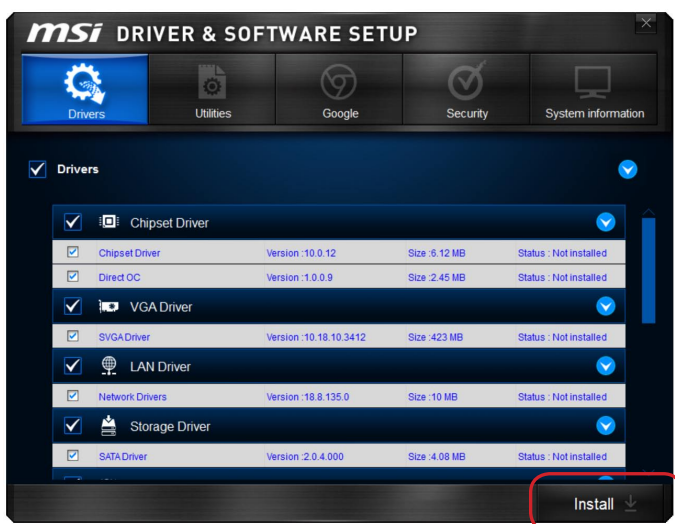 msi DRIVER & SOFTWARE SETUP
Drivers Utilities Google Security System information
Drivers
Chipset Driver
Chipset Driver Version :10.0.12 Size :6.12 MB Status : Not installed
Direct OC Version :1.0.0.9 Size :2.45 MB Status : Not installed
VGA Driver
SVGA Driver Version :10.18.10.3412 Size :423 MB Status : Not installed
LAN Driver
Network Drivers Version :18.8.135.0 Size :10 MB Status : Not installed
Storage Driver
SATA Driver Version :2.0.4.000 Size :4.08 MB Status : Not installed
Install